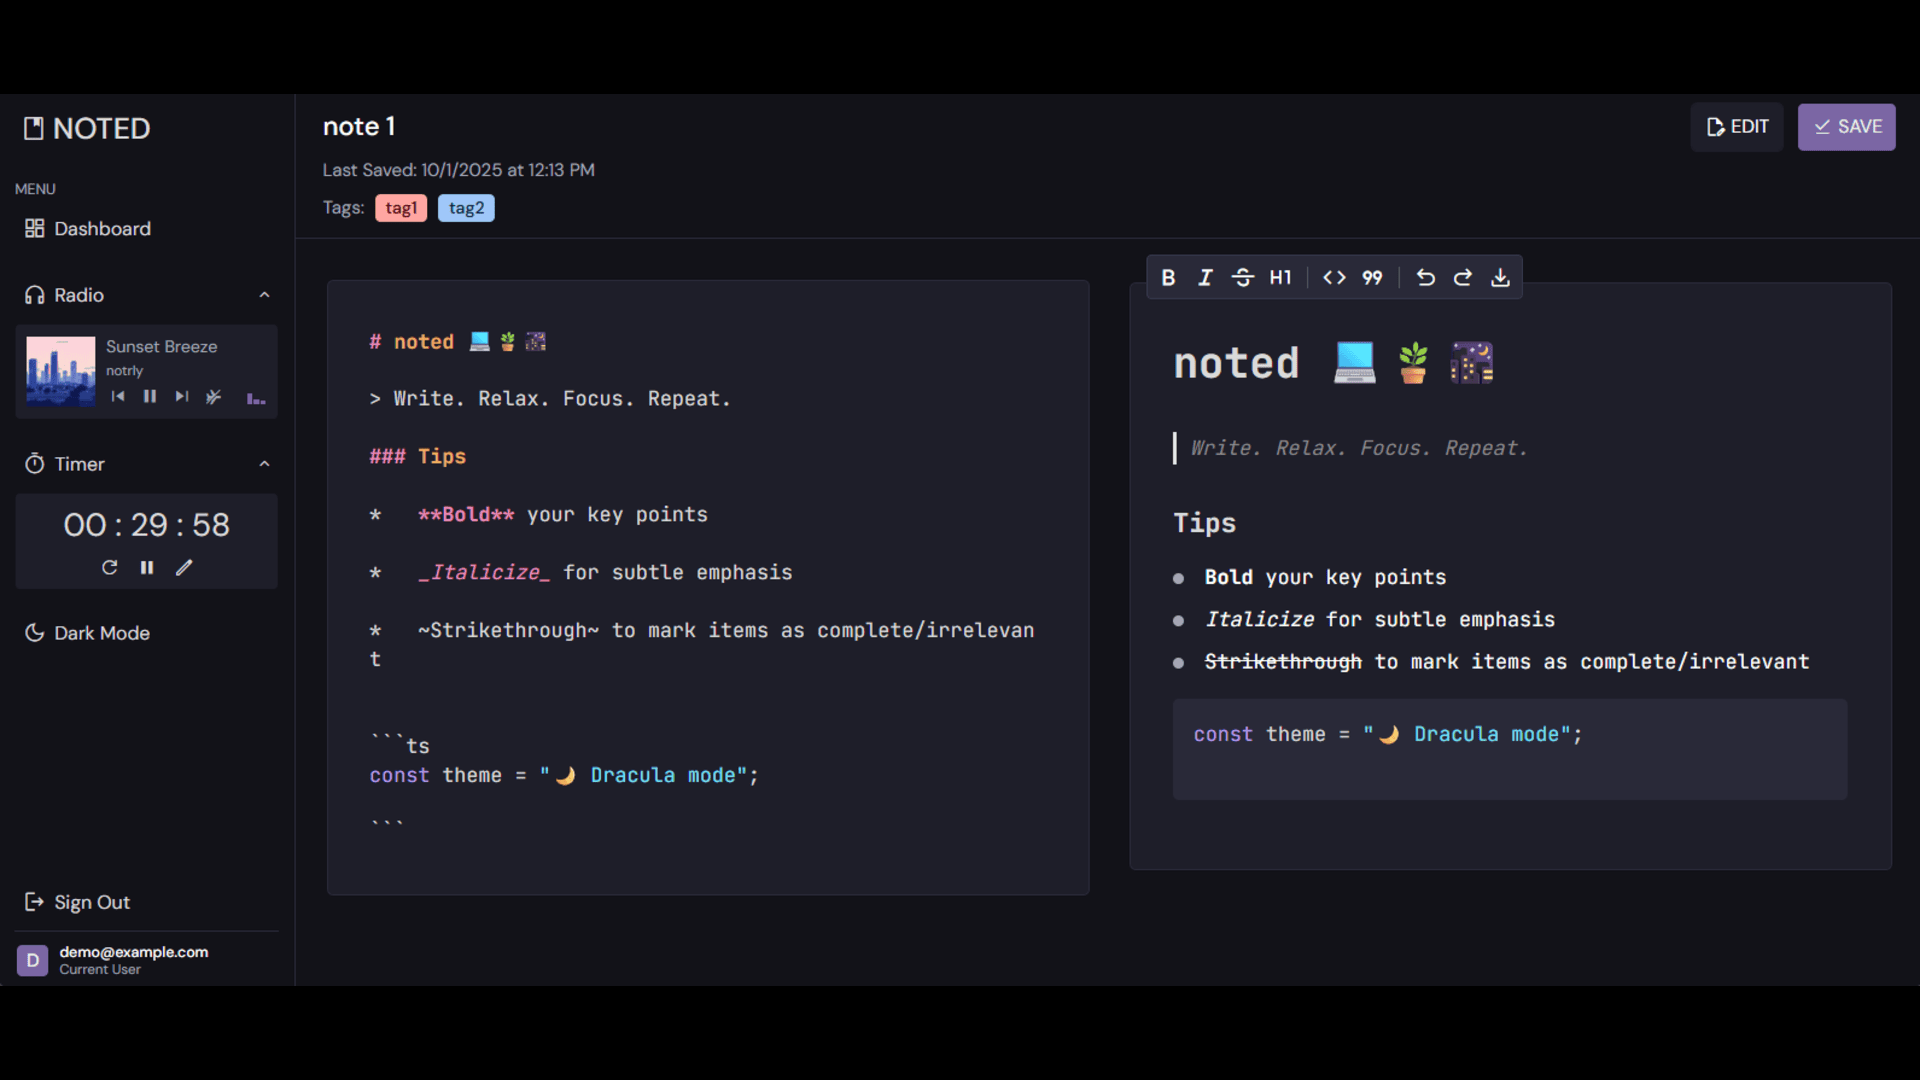 NOTED
MENU
Dashboard
Radio
Sunset Breeze
notrly
Timer
00 : 29 : 58
Dark Mode
Sign Out
D
demo@example.com
Current User
note 1
Last Saved: 10/1/2025 at 12:13 PM
Tags: tag1 tag2
EDIT
SAVE
# noted 💻 🪴 🌃
> Write. Relax. Focus. Repeat.
### Tips
*   **Bold** your key points
*   _Italicize_ for subtle emphasis
*   ~Strikethrough~ to mark items as complete/irrelevan
t
```ts
const theme = "🌙 Dracula mode";
```
B I S H1 <> 99
noted 💻 🪴 🌃
Write. Relax. Focus. Repeat.
Tips
Bold your key points
Italicize for subtle emphasis
Strikethrough to mark items as complete/irrelevant
const theme = "🌙 Dracula mode";